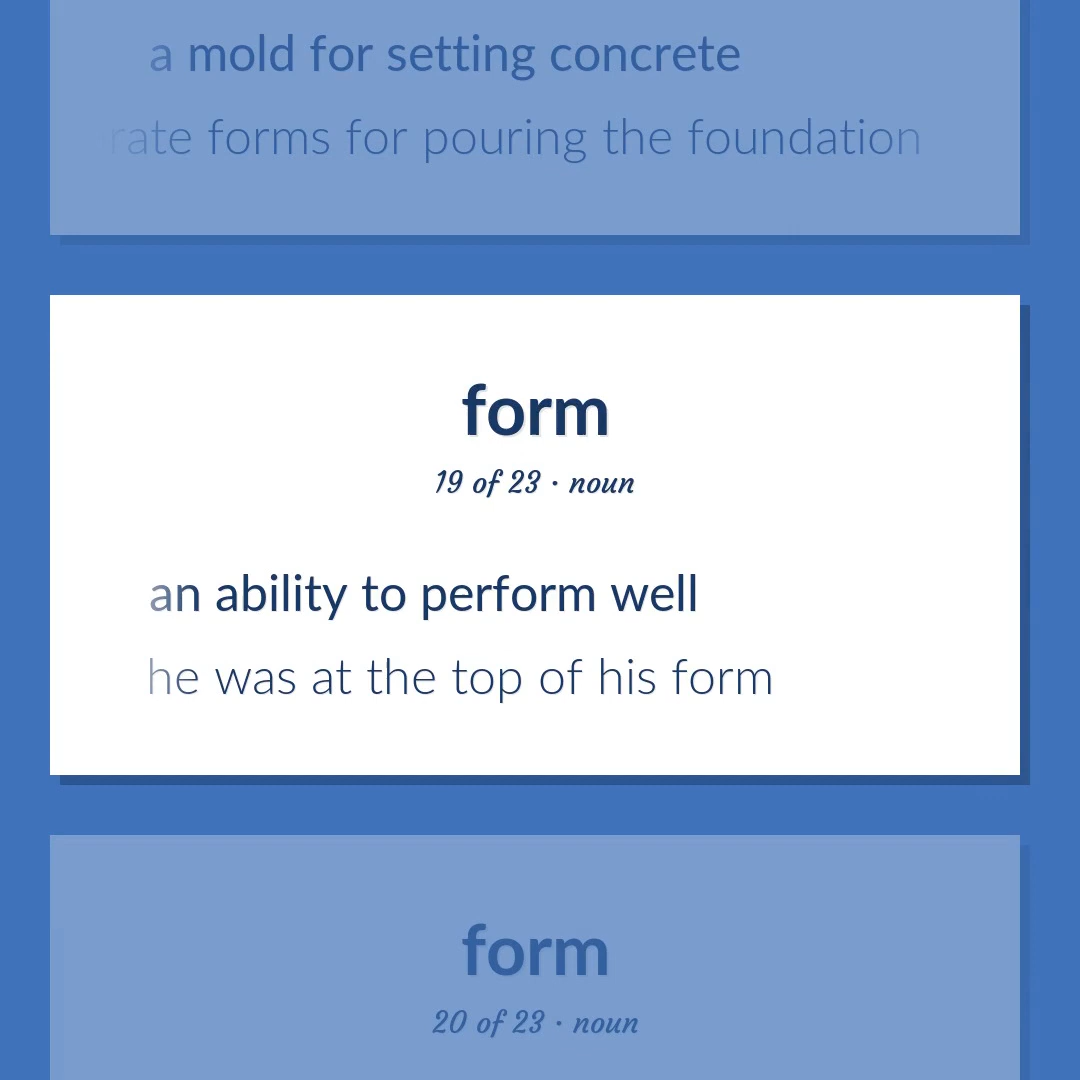 a mold for setting concrete
forms for pouring the foundation
form
19 of 23 · noun
an ability to perform well
he was at the top of his form
form
20 of 23 · noun